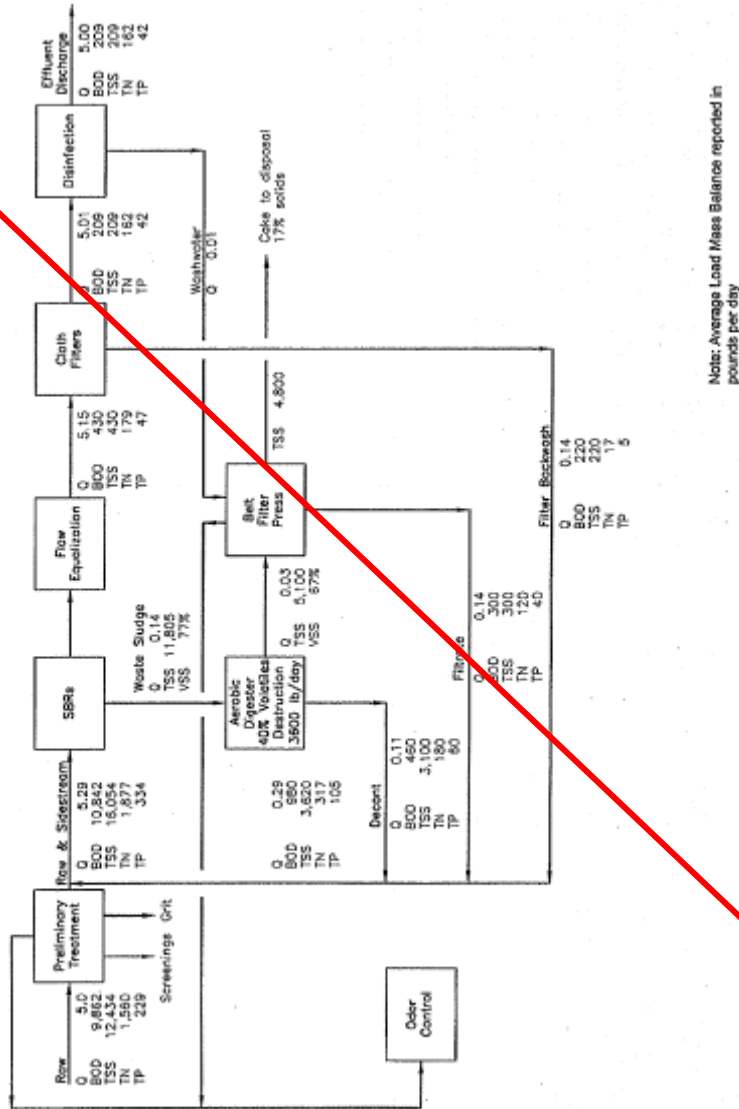 Raw
Q 5.0
BOD 9,862
TSS 12,434
TN 1,560
TP 229
Preliminary
Treatment
Screenings
Grit
Raw & Sidestream
Q 5.29
BOD 10,842
TSS 16,054
TN 1,877
TP 334
SBRs
Flow
Equalization
Q 5.15
BOD 430
TSS 430
TN 179
TP 47
Cloth
Filters
Q 5.01
BOD 209
TSS 209
TN 162
TP 42
Disinfection
Effluent
Discharge
Q 5.00
BOD 209
TSS 209
TN 162
TP 42
Waste Sludge
Q 0.14
TSS 11,805
VSS 77%
Washwater
Q 0.01
Q 0.29
BOD 980
TSS 3,620
TN 317
TP 105
Aerobic
Digester
40% Volatiles
Destruction
3600 lb/day
Q 0.03
TSS 5,100
VSS 67%
Belt
Filter
Press
TSS 4,800
Cake to disposal
17% solids
Decant
Q 0.11
BOD 460
TSS 3,100
TN 180
TP 60
Odor
Control
Filtrate
Q 0.14
BOD 300
TSS 300
TN 120
TP 40
Filter Backwash
Q 0.14
BOD 220
TSS 220
TN 17
TP 5
Note: Average Load Mass Balance reported in
pounds per day